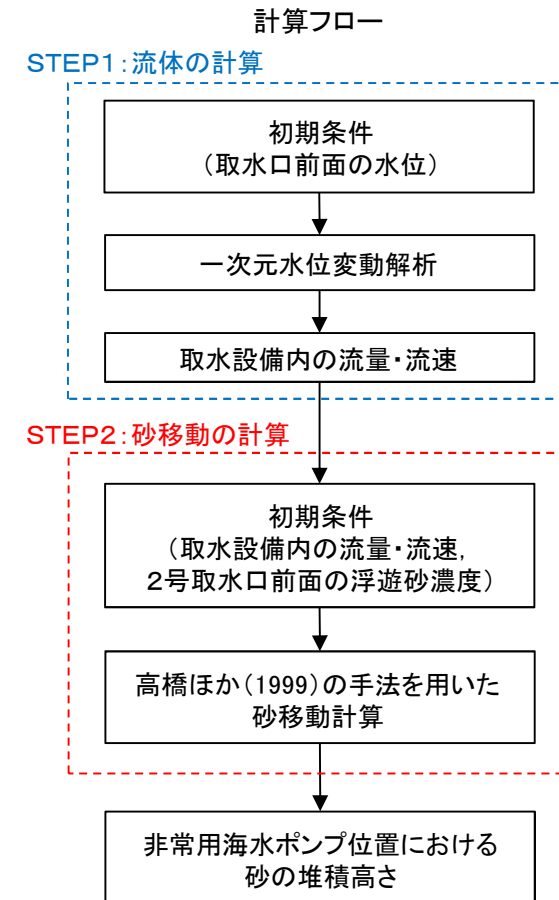 計算フロー
STEP1:流体の計算
初期条件
(取水口前面の水位)
一次元水位変動解析
取水設備内の流量・流速
STEP2:砂移動の計算
初期条件
(取水設備内の流量・流速,
2号取水口前面の浮遊砂濃度)
高橋ほか(1999)の手法を用いた
砂移動計算
非常用海水ポンプ位置における
砂の堆積高さ